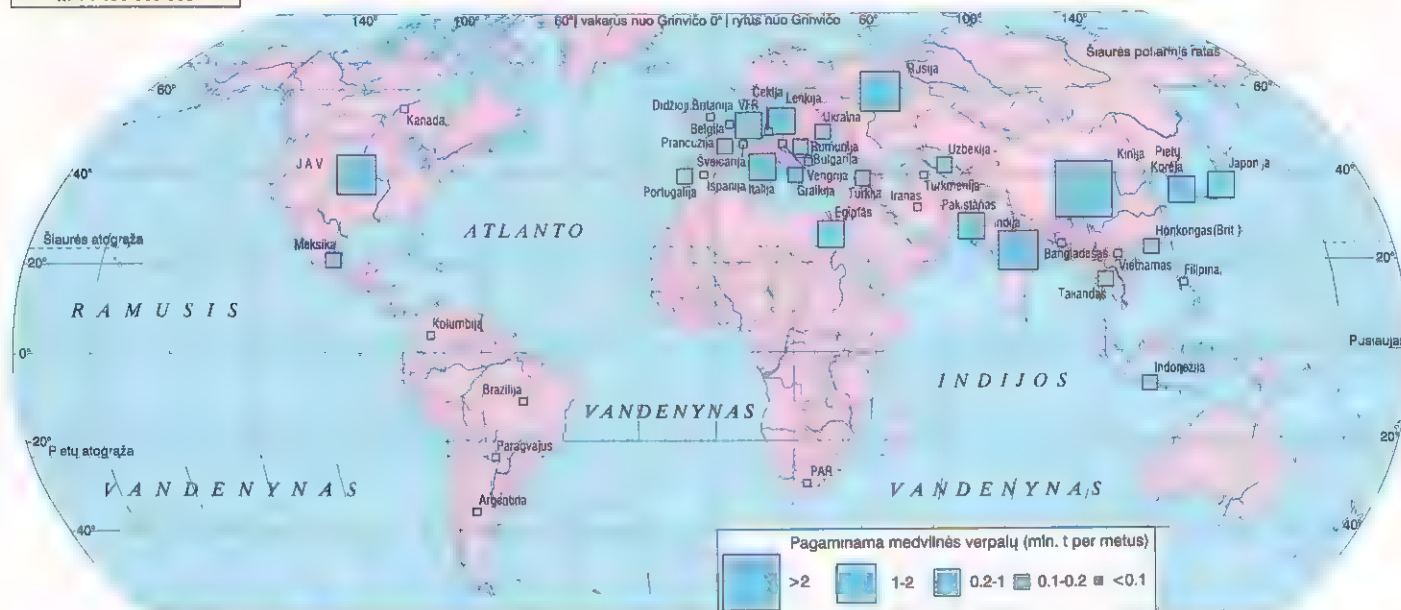 140°
100°
60° | vakarus nuo Grinvičo 0° | rytus nuo Grinvičo
60°
100°
140°
Šiaurės poliarinis ratas
60°
60°
Rusija
Čekija
Lenkija
Didžioji Britanija
VFR
Ukraina
Kanada
Belgija
Prancūzija
Rumunija
Bulgarija
Uzbekija
Kinija
Pietų
Korėja
Japonija
JAV
Šveicarija
Vengrija
Turkmėnija
40°
40°
Portugalija
Ispanija
Italija
Graikija
Turkija
Iranas
Pakistanas
ATLANTO
Egiptas
Indija
Honkongas(Brit.)
Šiaurės atogrąža
Meksika
Bangladešas
Vietnamas
20°
20°
Filipinai
RAMUSIS
Kolumbija
0°
Pusiaujas
Indonezija
INDIJOS
Brazilija
VANDENYNAS
20°
20°
Pietų atogrąža
Paragvajus
PAR
VANDENYNAS
VANDENYNAS
Argentina
40°
40°
Pagaminama medvilnės verpalų (mln. t per metus)
>2
1-2
0.2-1
0.1-0.2
<0.1